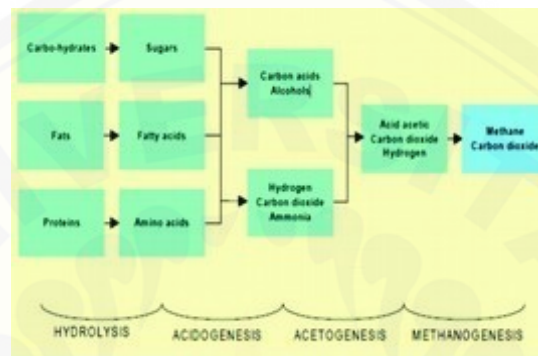 Carbo-hydrates
Sugars
Carbon acids
Alcohols
Fats
Fatty acids
Acid acetic
Carbon dioxide
Hydrogen
Methane
Carbon dioxide
Hydrogen
Carbon dioxide
Ammonia
Proteins
Amino acids
HYDROLYSIS
ACIDOGENESIS
ACETOGENESIS
METHANOGENESIS